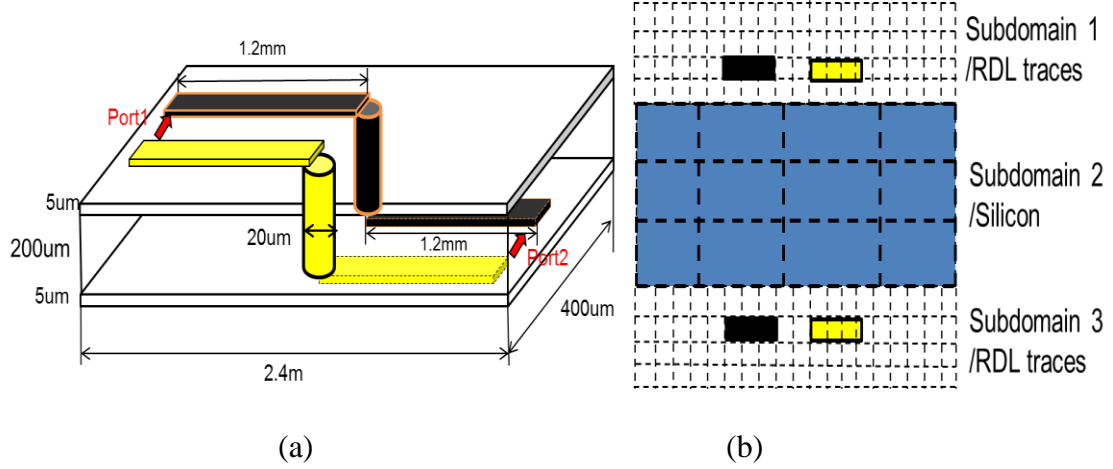 1.2mm
Port1
5um
200um
20um
1.2mm
Port2
5um
400um
2.4m
Subdomain 1
/RDL traces
Subdomain 2
/Silicon
Subdomain 3
/RDL traces
(a)
(b)